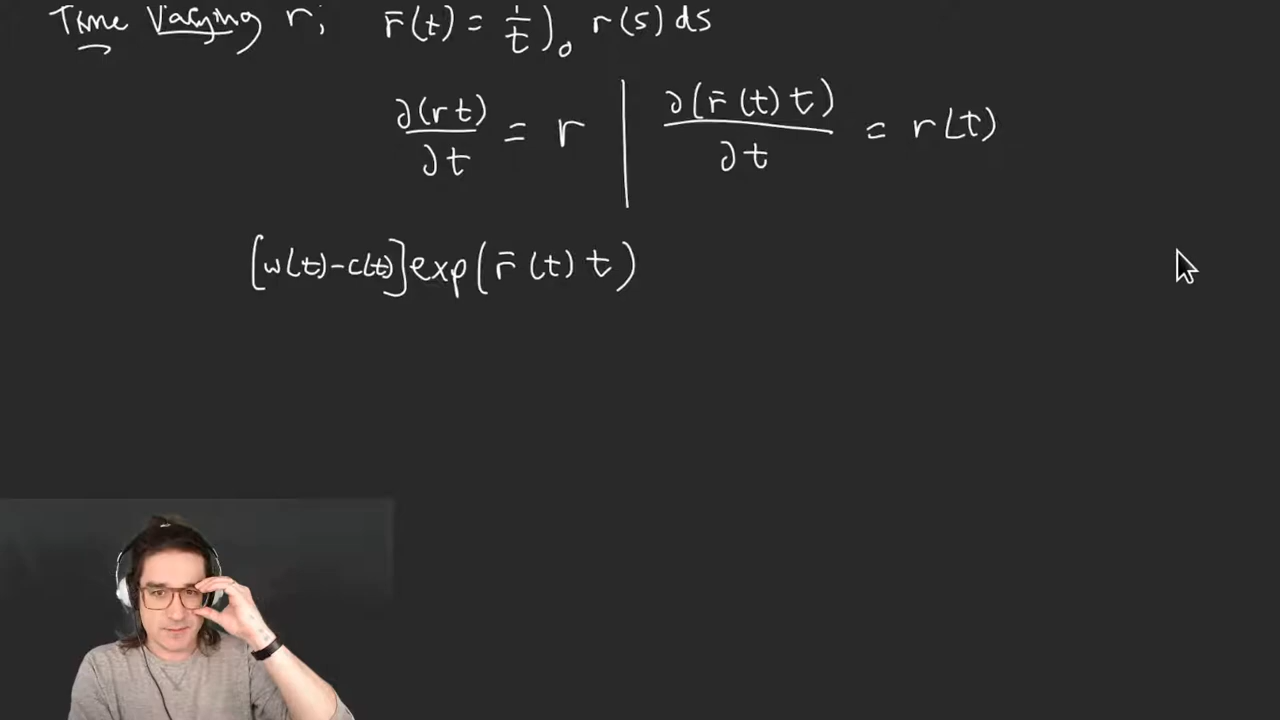 Time Varying r; r̄(t) = 1/t ∫₀ r(s) ds
∂(rt)/∂t = r | ∂(r̄(t)t)/∂t = r(t)
[w(t)-c(t)]exp(r̄(t)t)